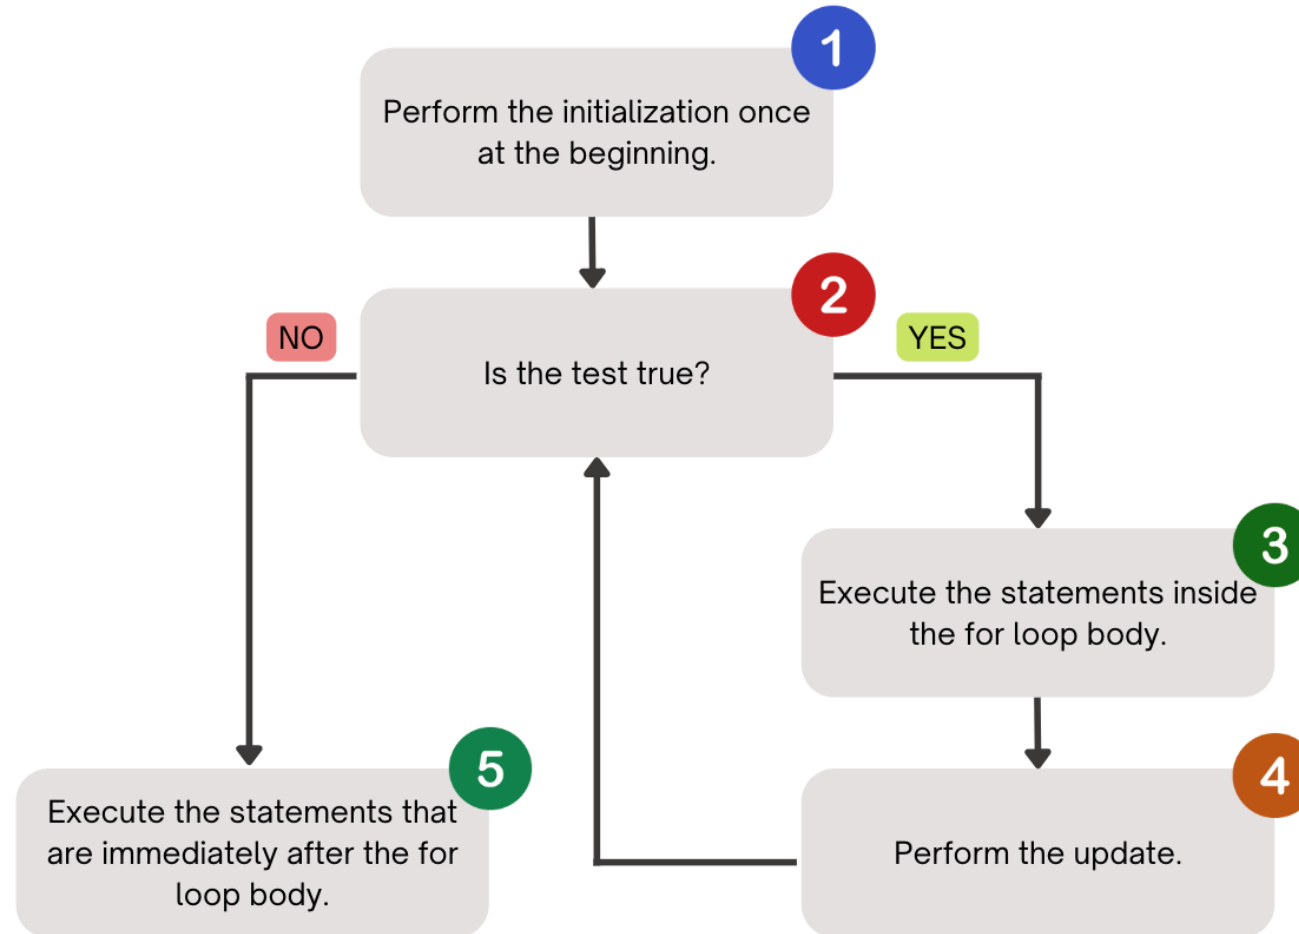 1
Perform the initialization once
at the beginning.
2
NO
YES
Is the test true?
3
Execute the statements inside
the for loop body.
5
4
Execute the statements that
are immediately after the for
loop body.
Perform the update.